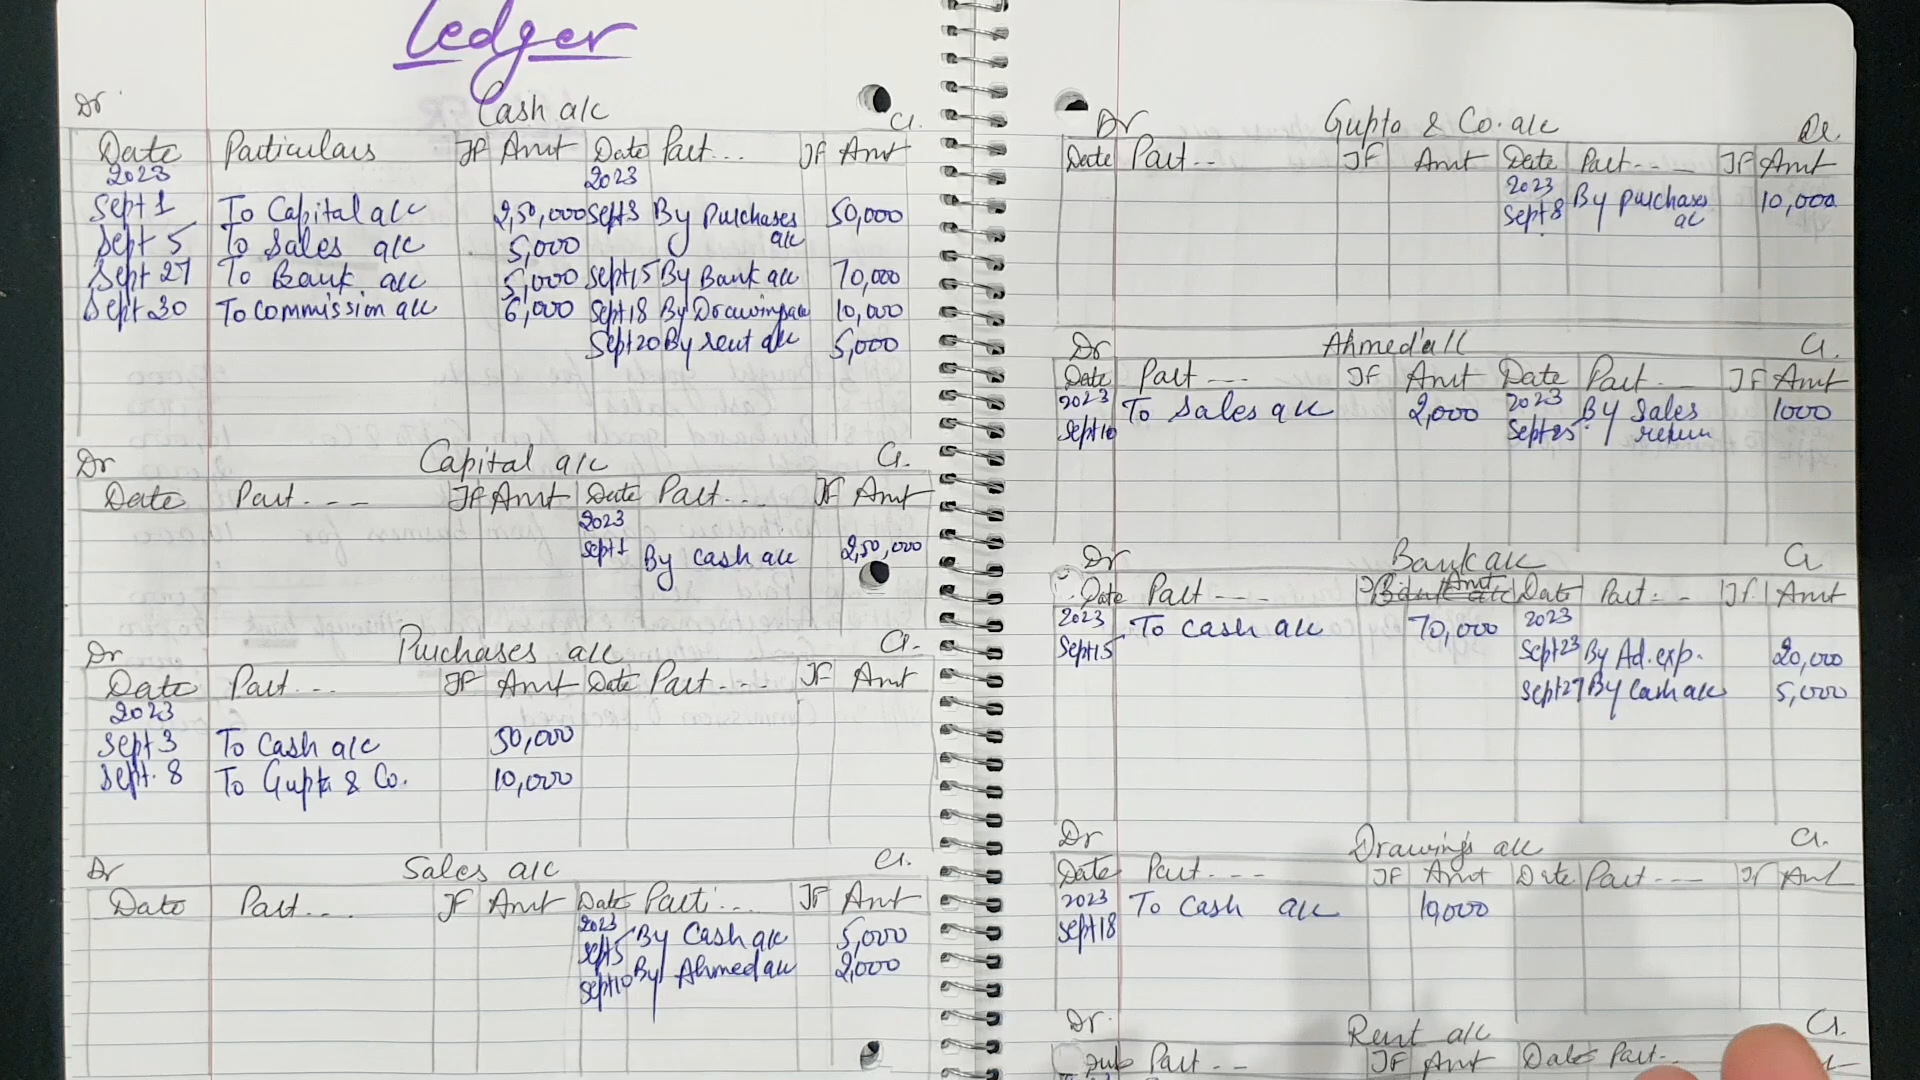 Ledger
Dr Cash a/c Cr.
Date Particulars JF Amt Date Part... JF Amt
2023 2023
Sept 1 To Capital a/c 2,50,000 Sept 3 By Purchases 50,000
a/c
Sept 5 To Sales a/c 5,000
Sept 27 To Bank a/c 5,000 Sept 15 By Bank a/c 70,000
Sept 30 To Commission a/c 6,000 Sept 18 By Drawings a/c 10,000
Sept 20 By rent a/c 5,000
Dr Capital a/c Cr.
Date Part. --- JF Amt Date Part... JF Amt
2023
Sept 1 By cash a/c 2,50,000
Dr Purchases a/c Cr.
Date Part... JF Amt Date Part. --- JF Amt
2023
Sept 3 To Cash a/c 50,000
Sept. 8 To Gupta & Co. 10,000
Dr Sales a/c Cr.
Date Part... JF Amt Date Part... JF Amt
2023
Sept 5 By Cash a/c 5,000
Sept 10 By Ahmed a/c 2,000
Dr Gupta & Co. a/c
Date Part.. JF Amt Date Part--- JF Amt
2023
Sept 8 By purchases 10,000
a/c
Dr Ahmed a/c Cr.
Date Part --- JF Amt Date Part.-- JF Amt
2023 2023
Sept 10 To Sales a/c 2,000 Sept 25 By Sales 1000
return
Dr Bank a/c Cr
Date Part --- Amt Date Part.-- JF. Amt
2023 2023
Sept 15 To cash a/c 70,000
Sept 23 By Ad. exp. 20,000
Sept 27 By Cash a/c 5,000
Dr Drawings a/c Cr.
Date Part. --- JF Amt Date Part. --- JF Amt
2023
Sept 18 To Cash a/c 10,000
Dr. Rent a/c Cr.
Part. -- JF Amt Date Part..